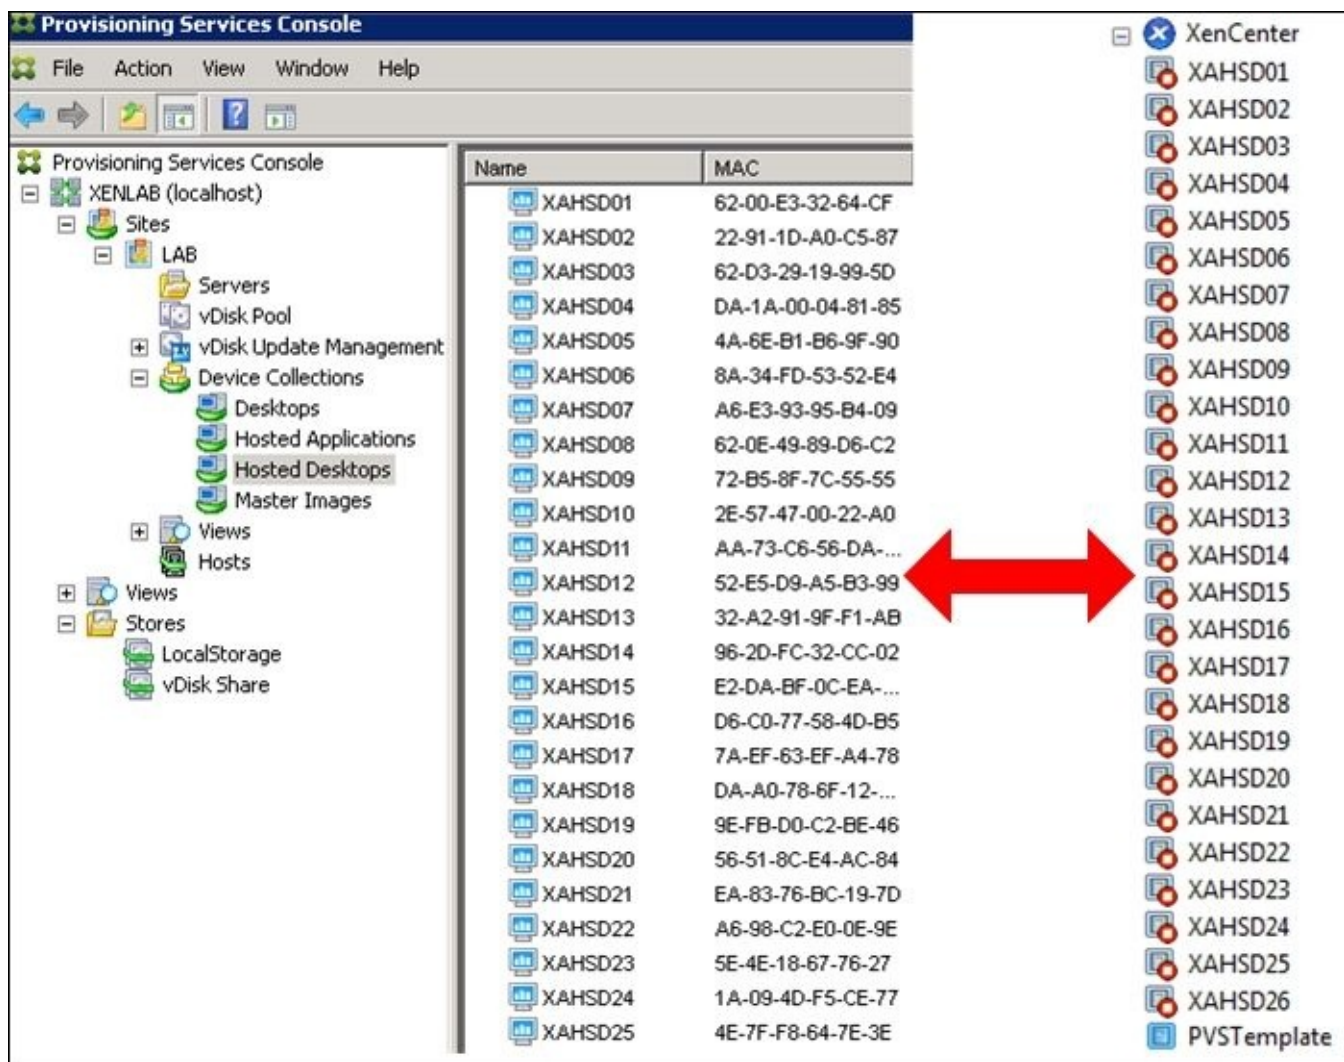 Provisioning Services Console
File Action View Window Help
Provisioning Services Console
XENLAB (localhost)
Sites
LAB
Servers
vDisk Pool
vDisk Update Management
Device Collections
Desktops
Hosted Applications
Hosted Desktops
Master Images
Views
Hosts
Views
Stores
LocalStorage
vDisk Share
Name MAC
XAHSD01 62-00-E3-32-64-CF
XAHSD02 22-91-1D-A0-C5-87
XAHSD03 62-D3-29-19-99-5D
XAHSD04 DA-1A-00-04-81-85
XAHSD05 4A-6E-B1-B6-9F-90
XAHSD06 8A-34-FD-53-52-E4
XAHSD07 A6-E3-93-95-B4-09
XAHSD08 62-0E-49-89-D6-C2
XAHSD09 72-B5-8F-7C-55-55
XAHSD10 2E-57-47-00-22-A0
XAHSD11 AA-73-C6-56-DA-...
XAHSD12 52-E5-D9-A5-B3-99
XAHSD13 32-A2-91-9F-F1-AB
XAHSD14 96-2D-FC-32-CC-02
XAHSD15 E2-DA-BF-0C-EA-...
XAHSD16 D6-C0-77-58-4D-B5
XAHSD17 7A-EF-63-EF-A4-78
XAHSD18 DA-A0-78-6F-12-...
XAHSD19 9E-FB-D0-C2-BE-46
XAHSD20 56-51-8C-E4-AC-84
XAHSD21 EA-83-76-BC-19-7D
XAHSD22 A6-98-C2-E0-0E-9E
XAHSD23 5E-4E-18-67-76-27
XAHSD24 1A-09-4D-F5-CE-77
XAHSD25 4E-7F-F8-64-7E-3E
XenCenter
XAHSD01
XAHSD02
XAHSD03
XAHSD04
XAHSD05
XAHSD06
XAHSD07
XAHSD08
XAHSD09
XAHSD10
XAHSD11
XAHSD12
XAHSD13
XAHSD14
XAHSD15
XAHSD16
XAHSD17
XAHSD18
XAHSD19
XAHSD20
XAHSD21
XAHSD22
XAHSD23
XAHSD24
XAHSD25
XAHSD26
PVSTemplate